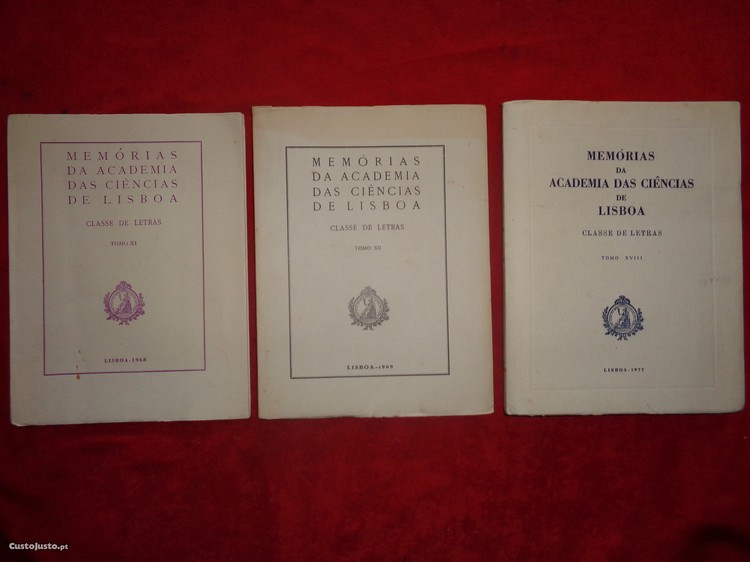 MEMÓRIAS
DA ACADEMIA
DAS CIÊNCIAS
DE LISBOA
CLASSE DE LETRAS
TOMO XI
LISBOA-1968
MEMÓRIAS
DA ACADEMIA
DAS CIÊNCIAS
DE LISBOA
CLASSE DE LETRAS
TOMO XII
LISBOA-1969
MEMÓRIAS
DA
ACADEMIA DAS CIÊNCIAS
DE
LISBOA
CLASSE DE LETRAS
TOMO XVIII
LISBOA-1977
CustoJusto.pt